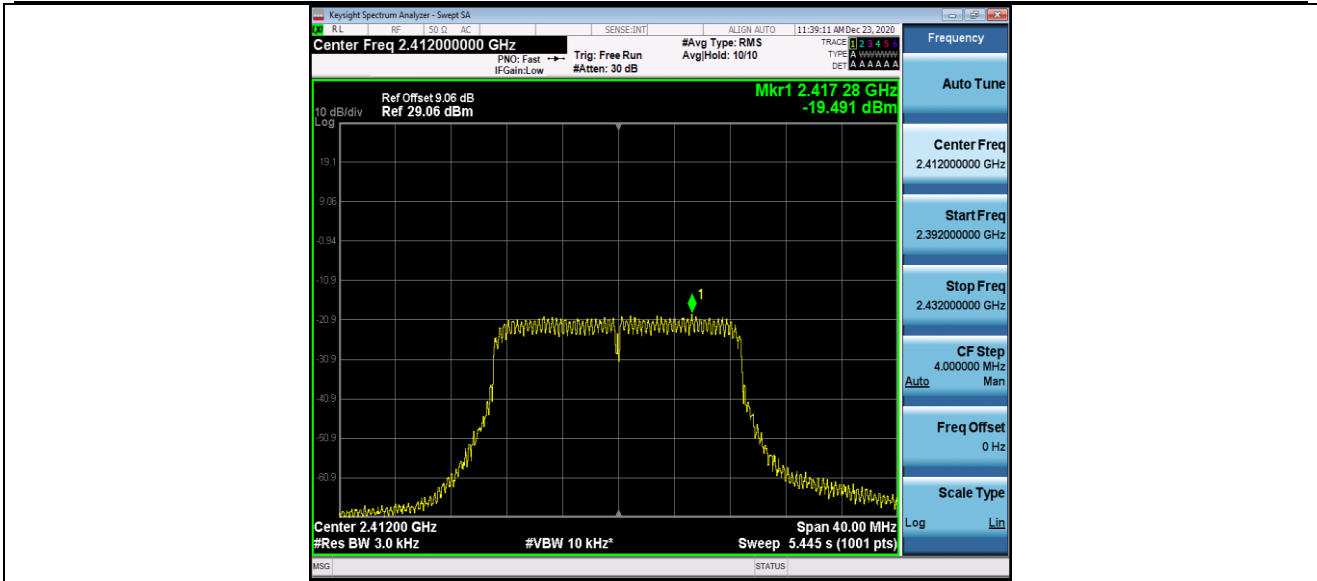 Keysight Spectrum Analyzer - Swept SA
RL RF 50 Ω AC SENSE:INT ALIGN AUTO 11:39:11 AM Dec 23, 2020
Center Freq 2.412000000 GHz
PNO: Fast
IFGain:Low
Trig: Free Run
#Atten: 30 dB
#Avg Type: RMS
Avg|Hold: 10/10
TRACE 1 2 3 4 5 6
TYPE A WWWWW
DET A A A A A A
Ref Offset 9.06 dB
10 dB/div Ref 29.06 dBm
Log
Mkr1 2.417 28 GHz
-19.491 dBm
19.1
9.06
-0.94
-10.9
1
-20.9
-30.9
-40.9
-50.9
-60.9
Center 2.41200 GHz Span 40.00 MHz
#Res BW 3.0 kHz #VBW 10 kHz* Sweep 5.445 s (1001 pts)
MSG STATUS
Frequency
Auto Tune
Center Freq
2.412000000 GHz
Start Freq
2.392000000 GHz
Stop Freq
2.432000000 GHz
CF Step
4.000000 MHz
Auto Man
Freq Offset
0 Hz
Scale Type
Log Lin